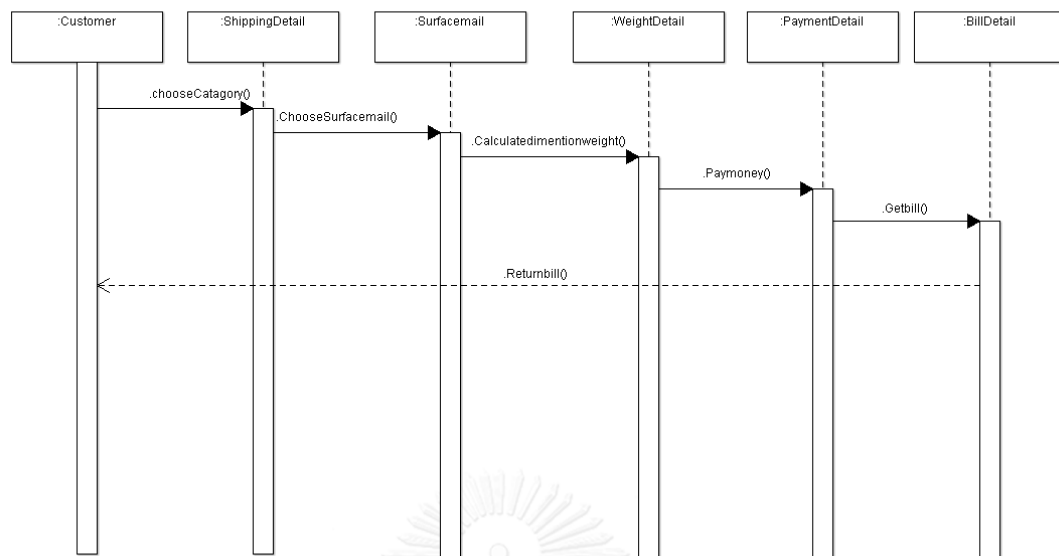 :Customer
:ShippingDetail
:Surfacemail
:WeightDetail
:PaymentDetail
:BillDetail
.chooseCatagory()
.ChooseSurfacemail()
.Calculatedimentionweight()
.Paymoney()
.Getbill()
.Returnbill()